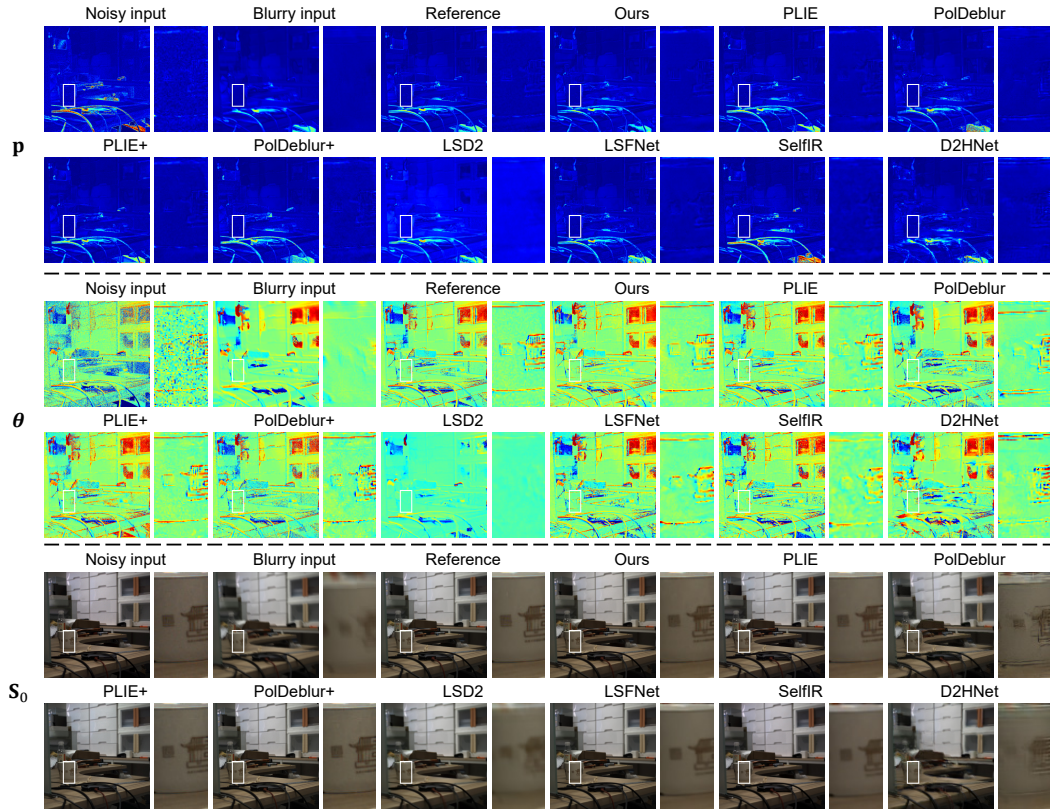 Noisy input Blurry input Reference Ours PLIE PolDeblur
p
PLIE+ PolDeblur+ LSD2 LSFNet SelfIR D2HNet
Noisy input Blurry input Reference Ours PLIE PolDeblur
θ
PLIE+ PolDeblur+ LSD2 LSFNet SelfIR D2HNet
Noisy input Blurry input Reference Ours PLIE PolDeblur
S₀
PLIE+ PolDeblur+ LSD2 LSFNet SelfIR D2HNet